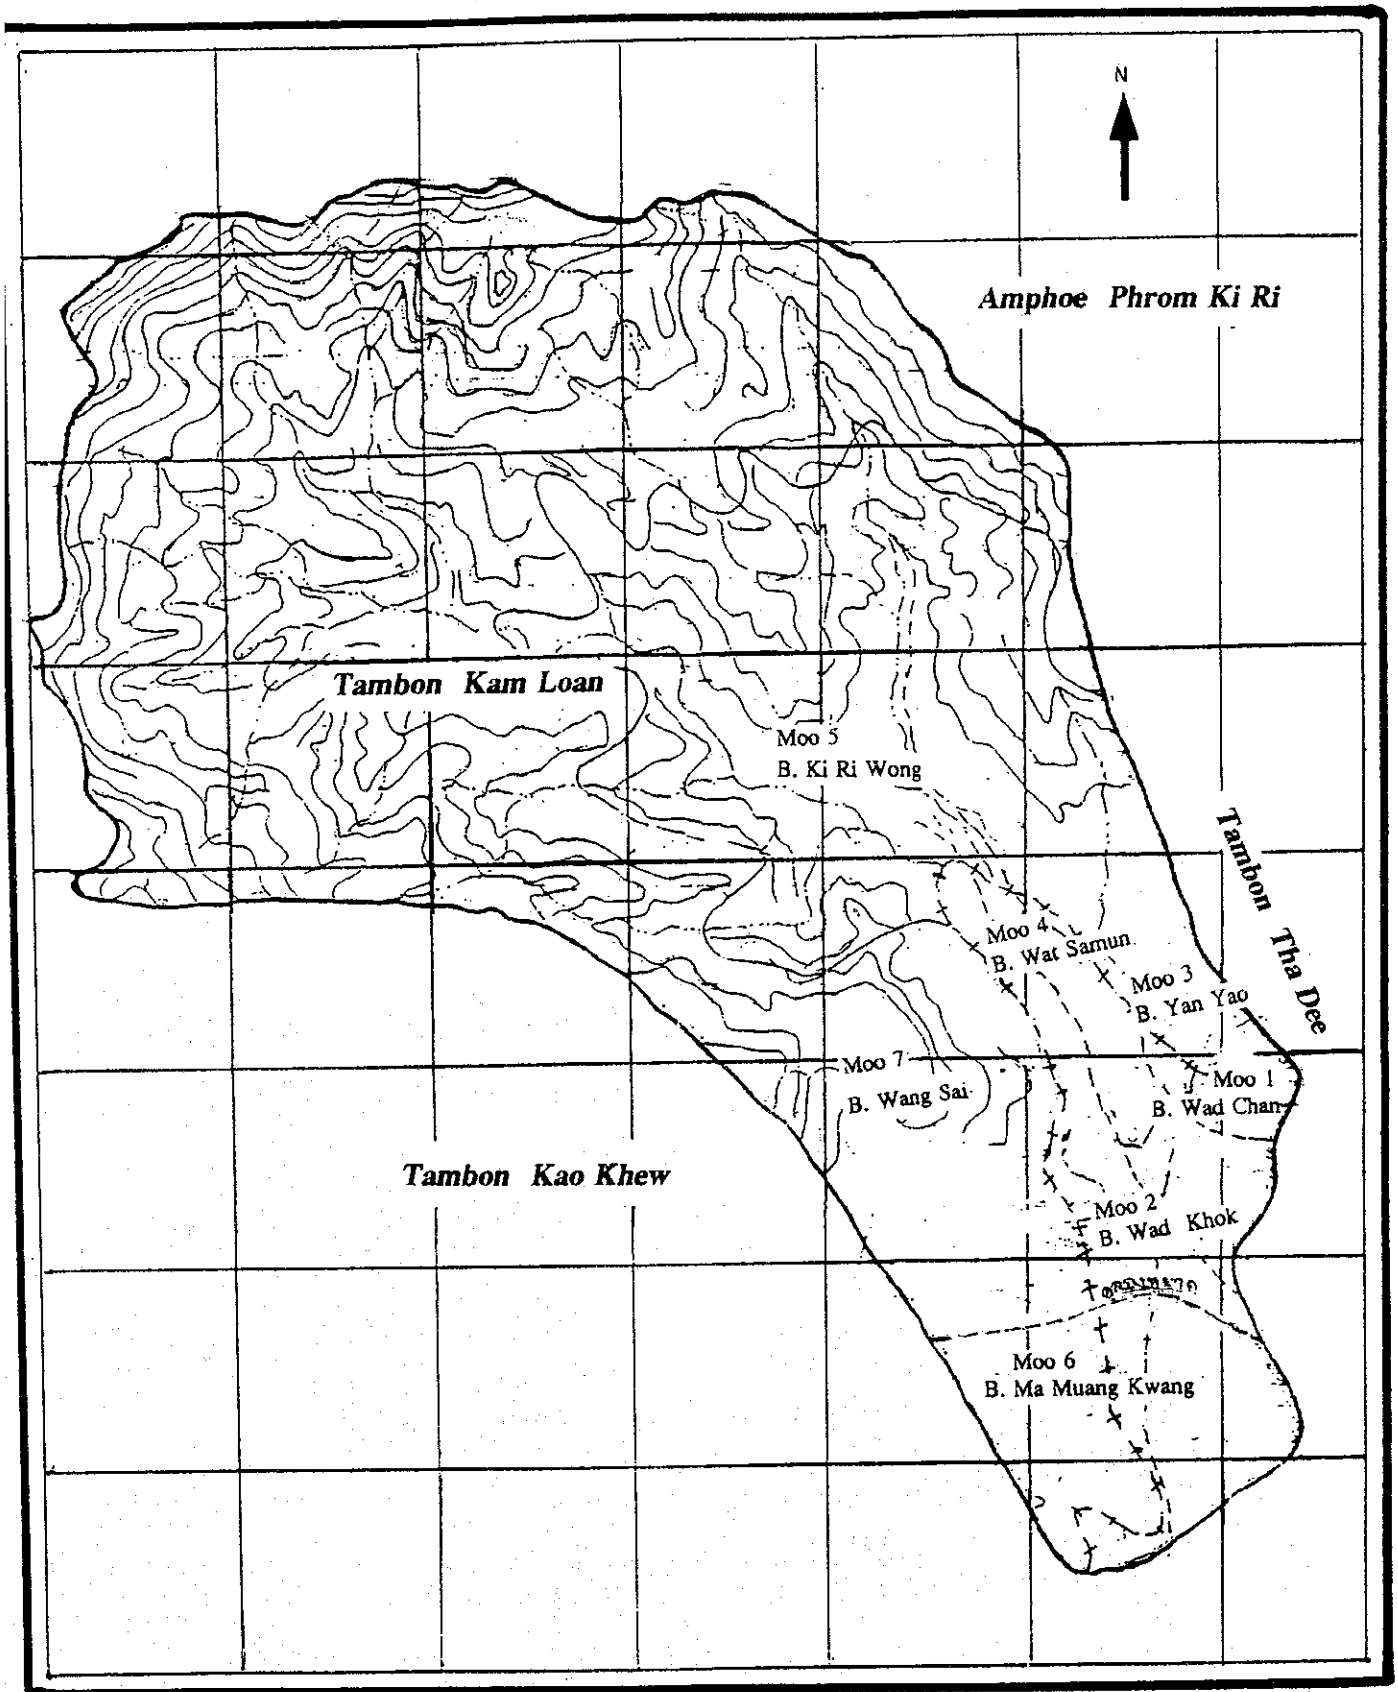 N
Amphoe Phrom Ki Ri
Tambon Kam Loan
Moo 5
B. Ki Ri Wong
Tambon Tha Dee
Moo 4
B. Wat Samun
Moo 3
B. Yan Yao
Moo 7
B. Wang Sai
Moo 1
B. Wad Chan
Tambon Kao Khew
Moo 2
B. Wad Khok
Moo 6
B. Ma Muang Kwang